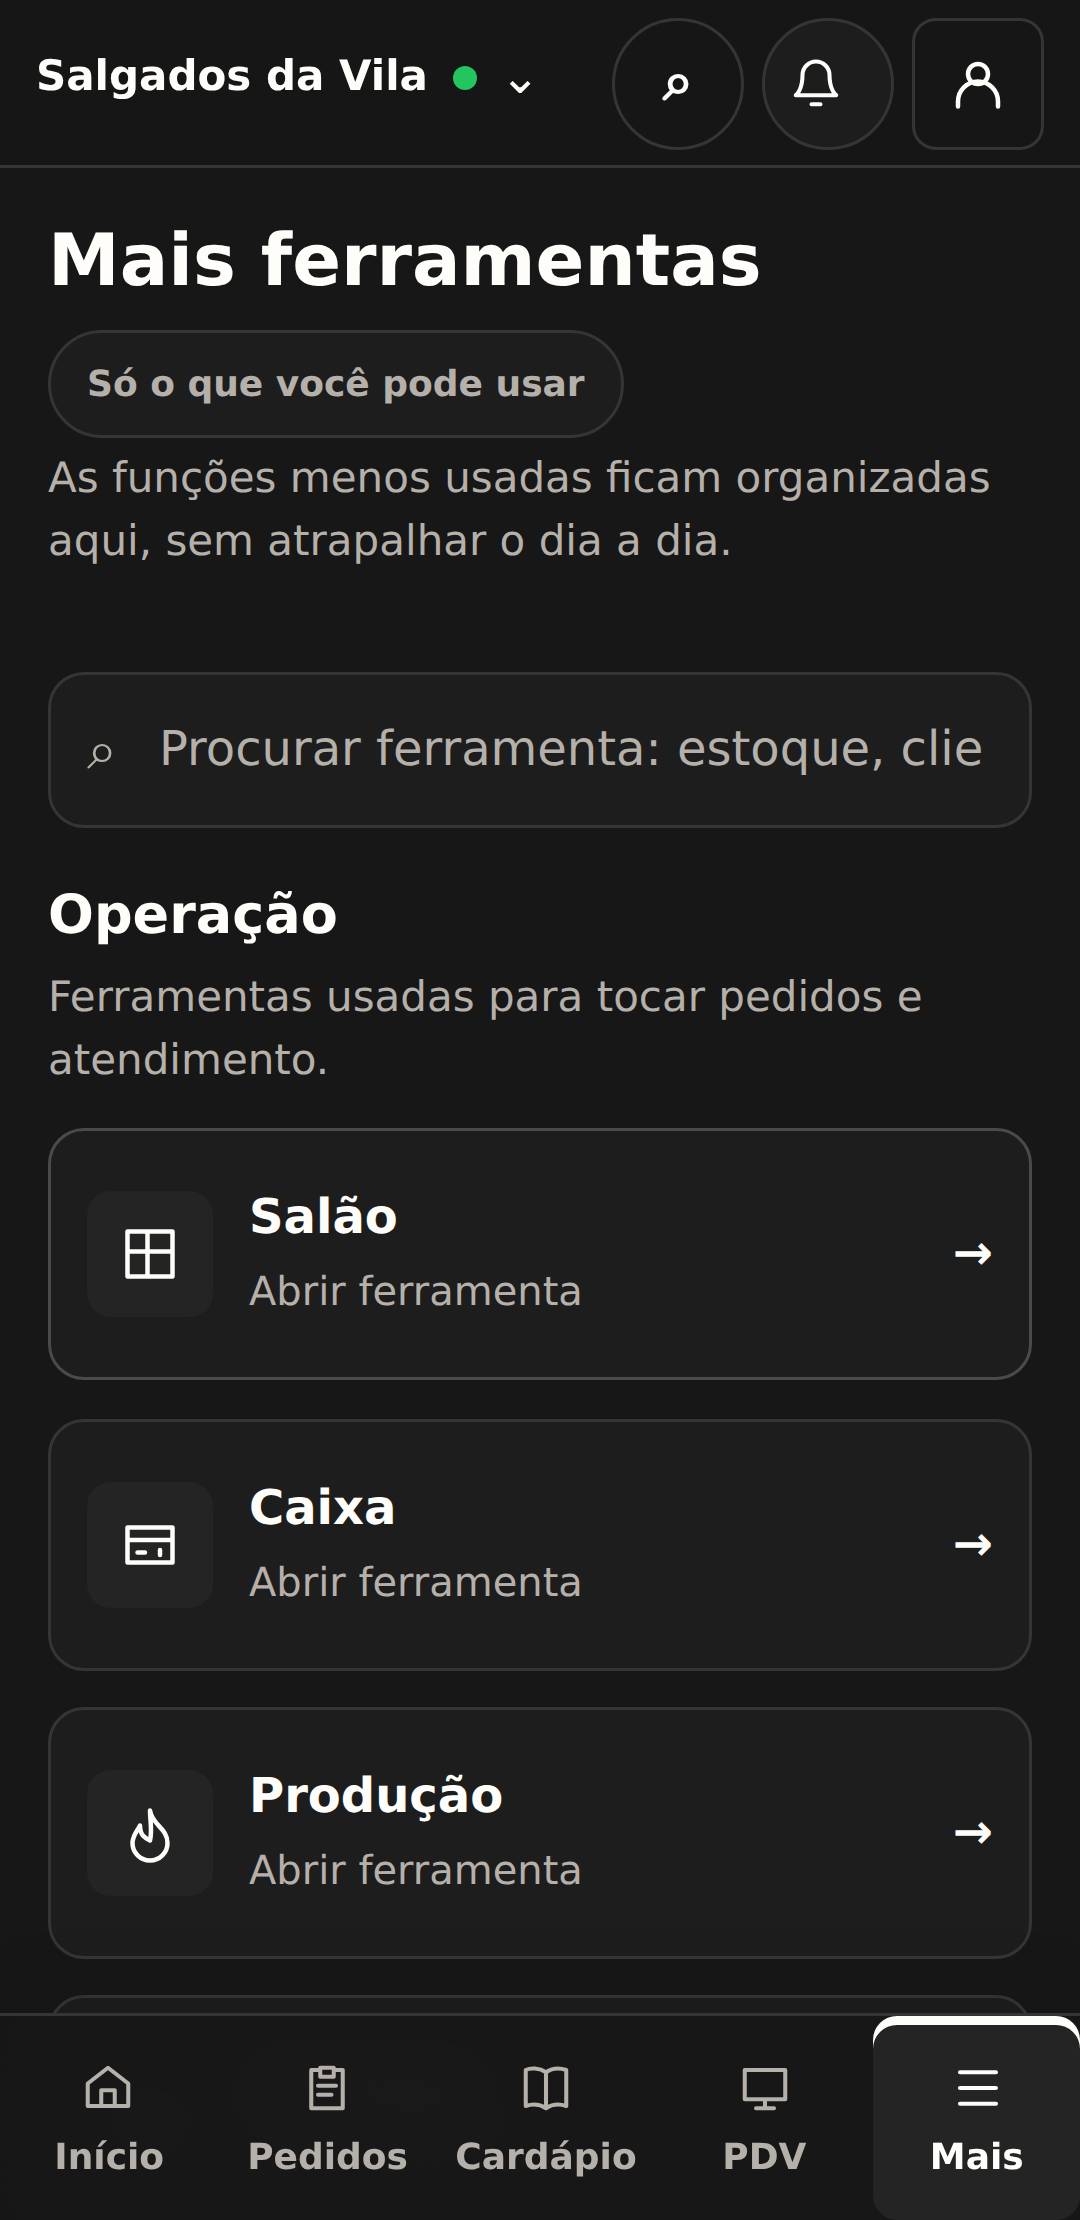 Salgados da Vila
Mais ferramentas
Só o que você pode usar
As funções menos usadas ficam organizadas
aqui, sem atrapalhar o dia a dia.
Procurar ferramenta: estoque, clie
Operação
Ferramentas usadas para tocar pedidos e
atendimento.
Salão
Abrir ferramenta
→
Caixa
Abrir ferramenta
→
Produção
Abrir ferramenta
→
Início
Pedidos
Cardápio
PDV
Mais